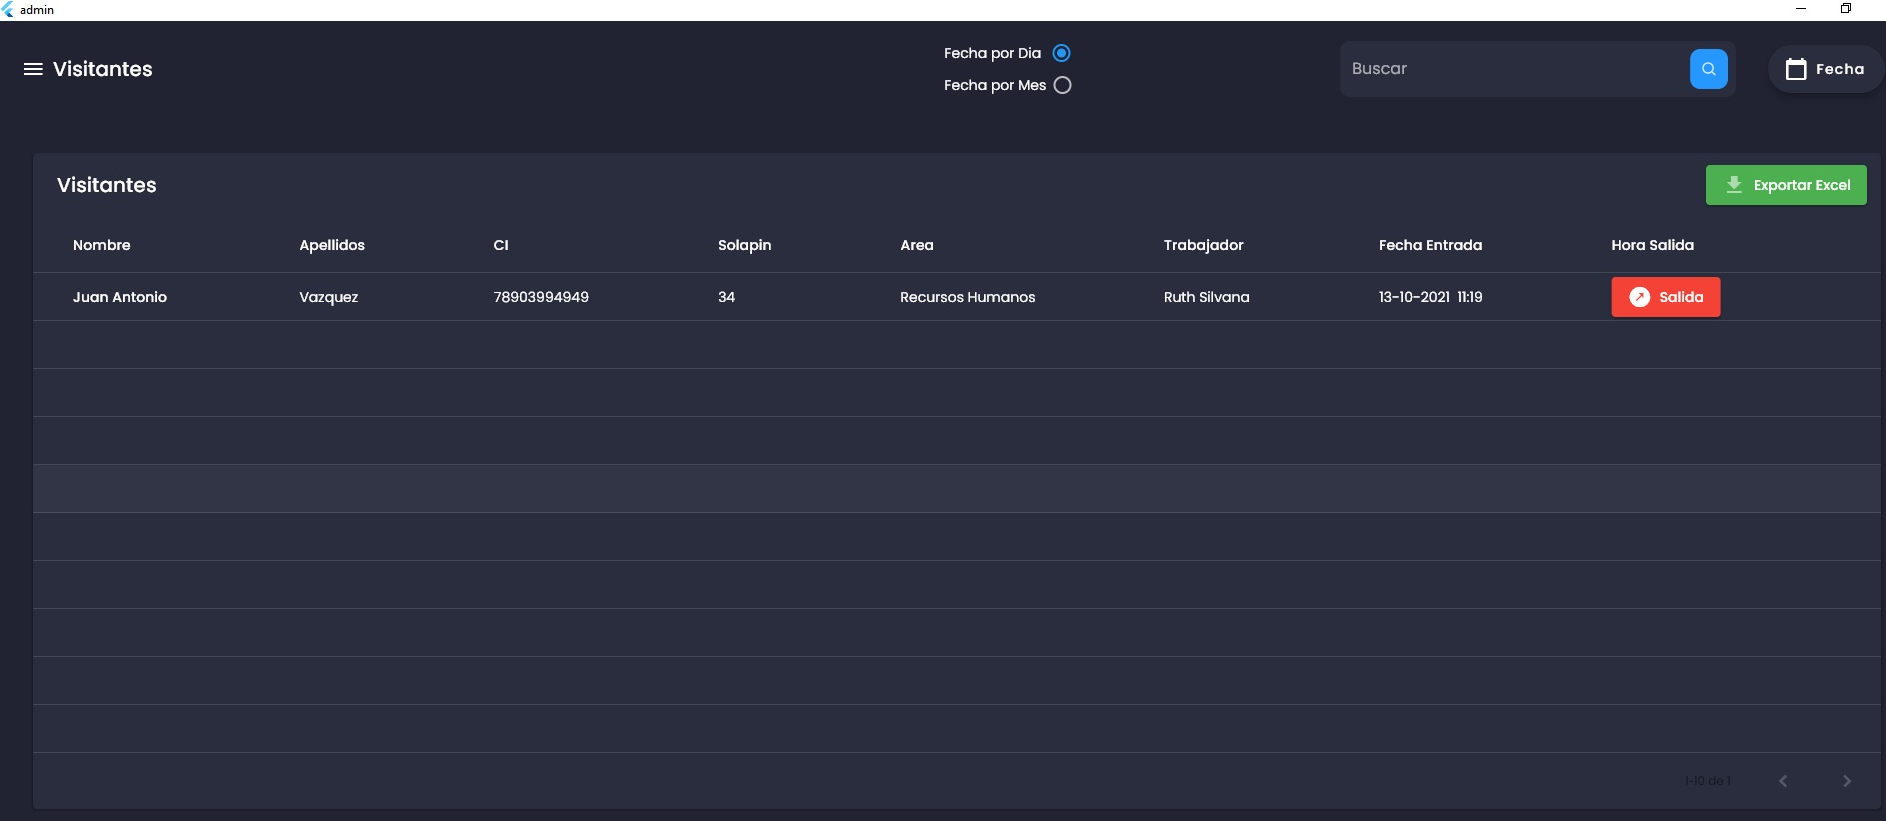 admin
Visitantes
Fecha por Dia
Fecha por Mes
Buscar
Fecha
Visitantes
Exportar Excel
Nombre Apellidos CI Solapin Area Trabajador Fecha Entrada Hora Salida
Juan Antonio Vazquez 78903994949 34 Recursos Humanos Ruth Silvana 13-10-2021 11:19 Salida
1-10 de 1